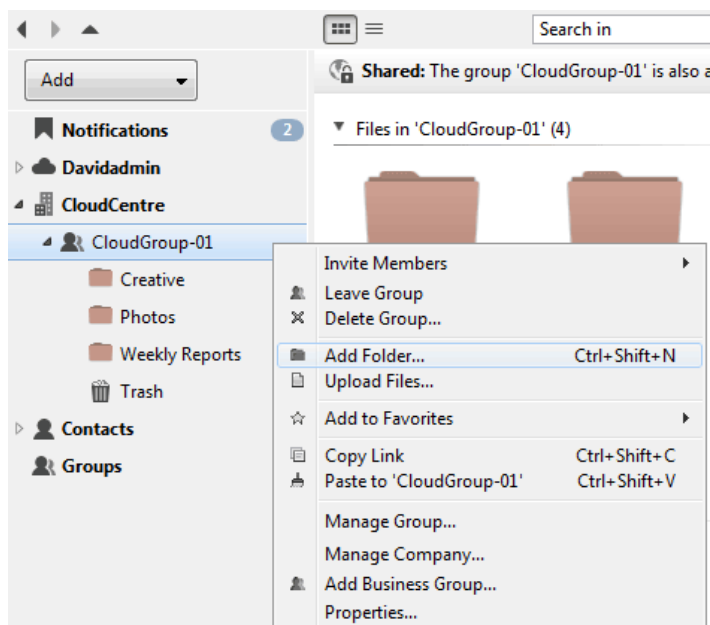 Search in
Add
Shared: The group 'CloudGroup-01' is also a
Notifications 2
Files in 'CloudGroup-01' (4)
Davidadmin
CloudCentre
CloudGroup-01
Creative
Photos
Weekly Reports
Trash
Contacts
Groups
Invite Members
Leave Group
Delete Group...
Add Folder... Ctrl+Shift+N
Upload Files...
Add to Favorites
Copy Link Ctrl+Shift+C
Paste to 'CloudGroup-01' Ctrl+Shift+V
Manage Group...
Manage Company...
Add Business Group...
Properties...